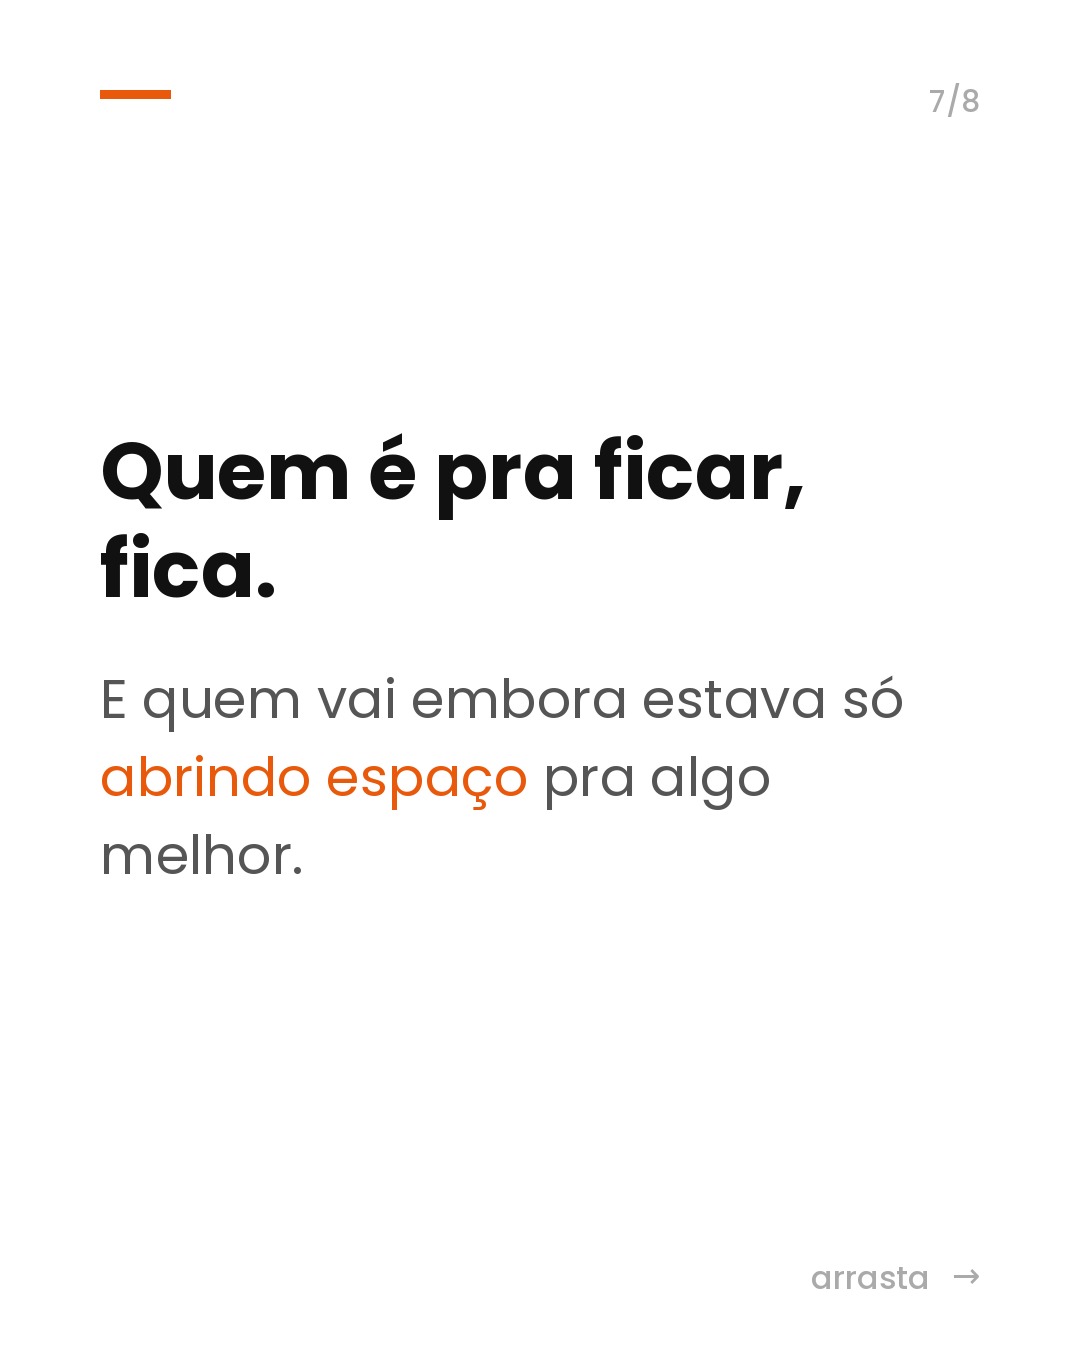 7/8
Quem é pra ficar,
fica.
E quem vai embora estava só
abrindo espaço pra algo
melhor.
arrasta →